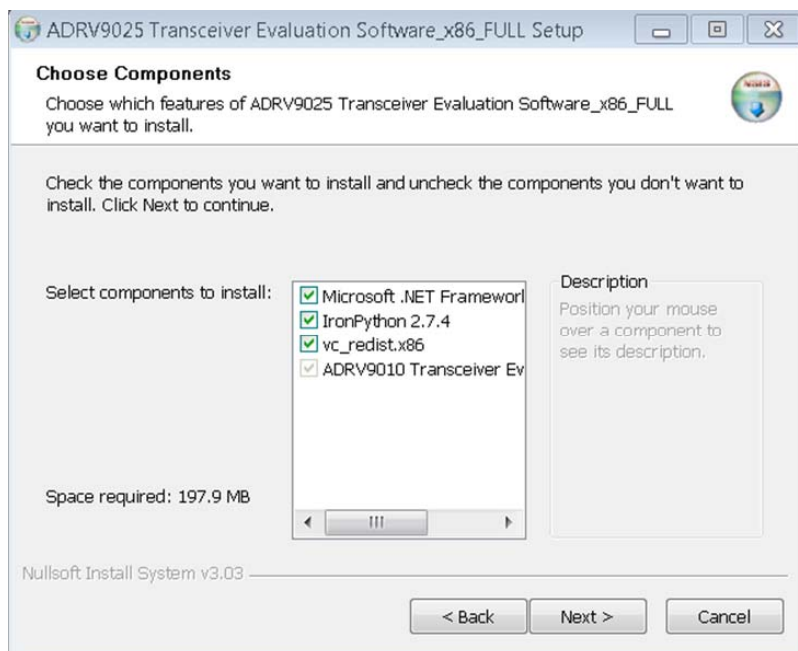 ADRV9025 Transceiver Evaluation Software_x86_FULL Setup
Choose Components
Choose which features of ADRV9025 Transceiver Evaluation Software_x86_FULL
you want to install.
Check the components you want to install and uncheck the components you don't want to
install. Click Next to continue.
Select components to install:
Microsoft .NET Framework
IronPython 2.7.4
vc_redist.x86
ADRV9010 Transceiver Ev
Description
Position your mouse
over a component to
see its description.
Space required: 197.9 MB
Nullsoft Install System v3.03
< Back
Next >
Cancel